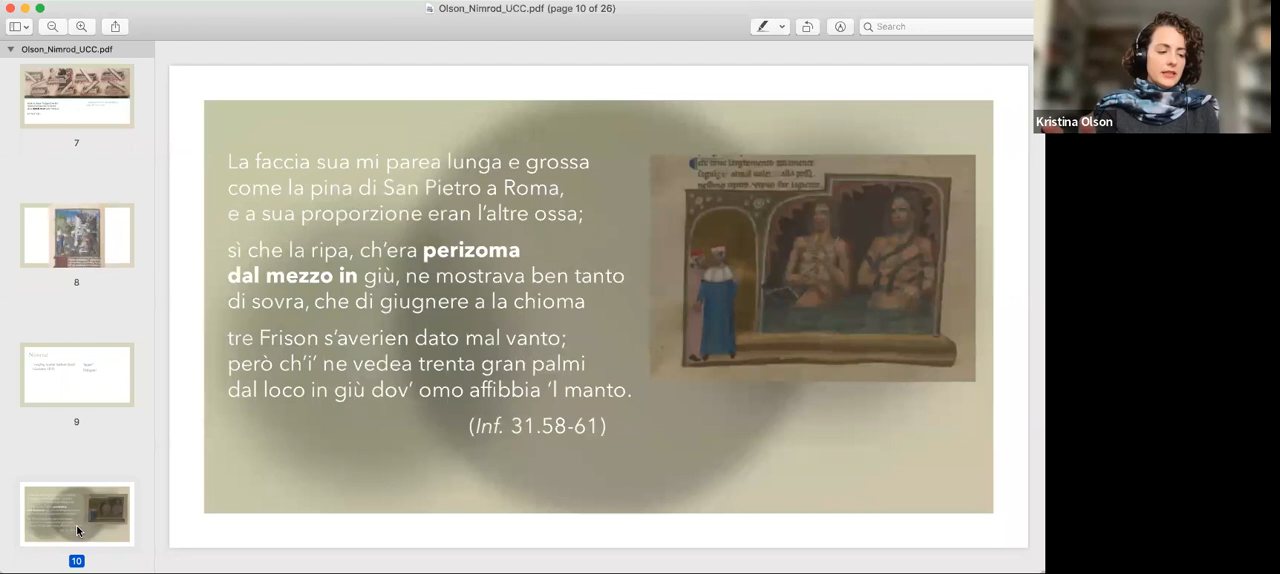 Olson_Nimrod_UCC.pdf (page 10 of 26)
Search
Olson_Nimrod_UCC.pdf
7
8
9
10
La faccia sua mi parea lunga e grossa
come la pina di San Pietro a Roma,
e a sua proporzione eran l'altre ossa;
sì che la ripa, ch'era perizoma
dal mezzo in giù, ne mostrava ben tanto
di sovra, che di giugnere a la chioma
tre Frison s'averien dato mal vanto;
però ch'i' ne vedea trenta gran palmi
dal loco in giù dov' omo affibbia 'l manto.
(Inf. 31.58-61)
Kristina Olson